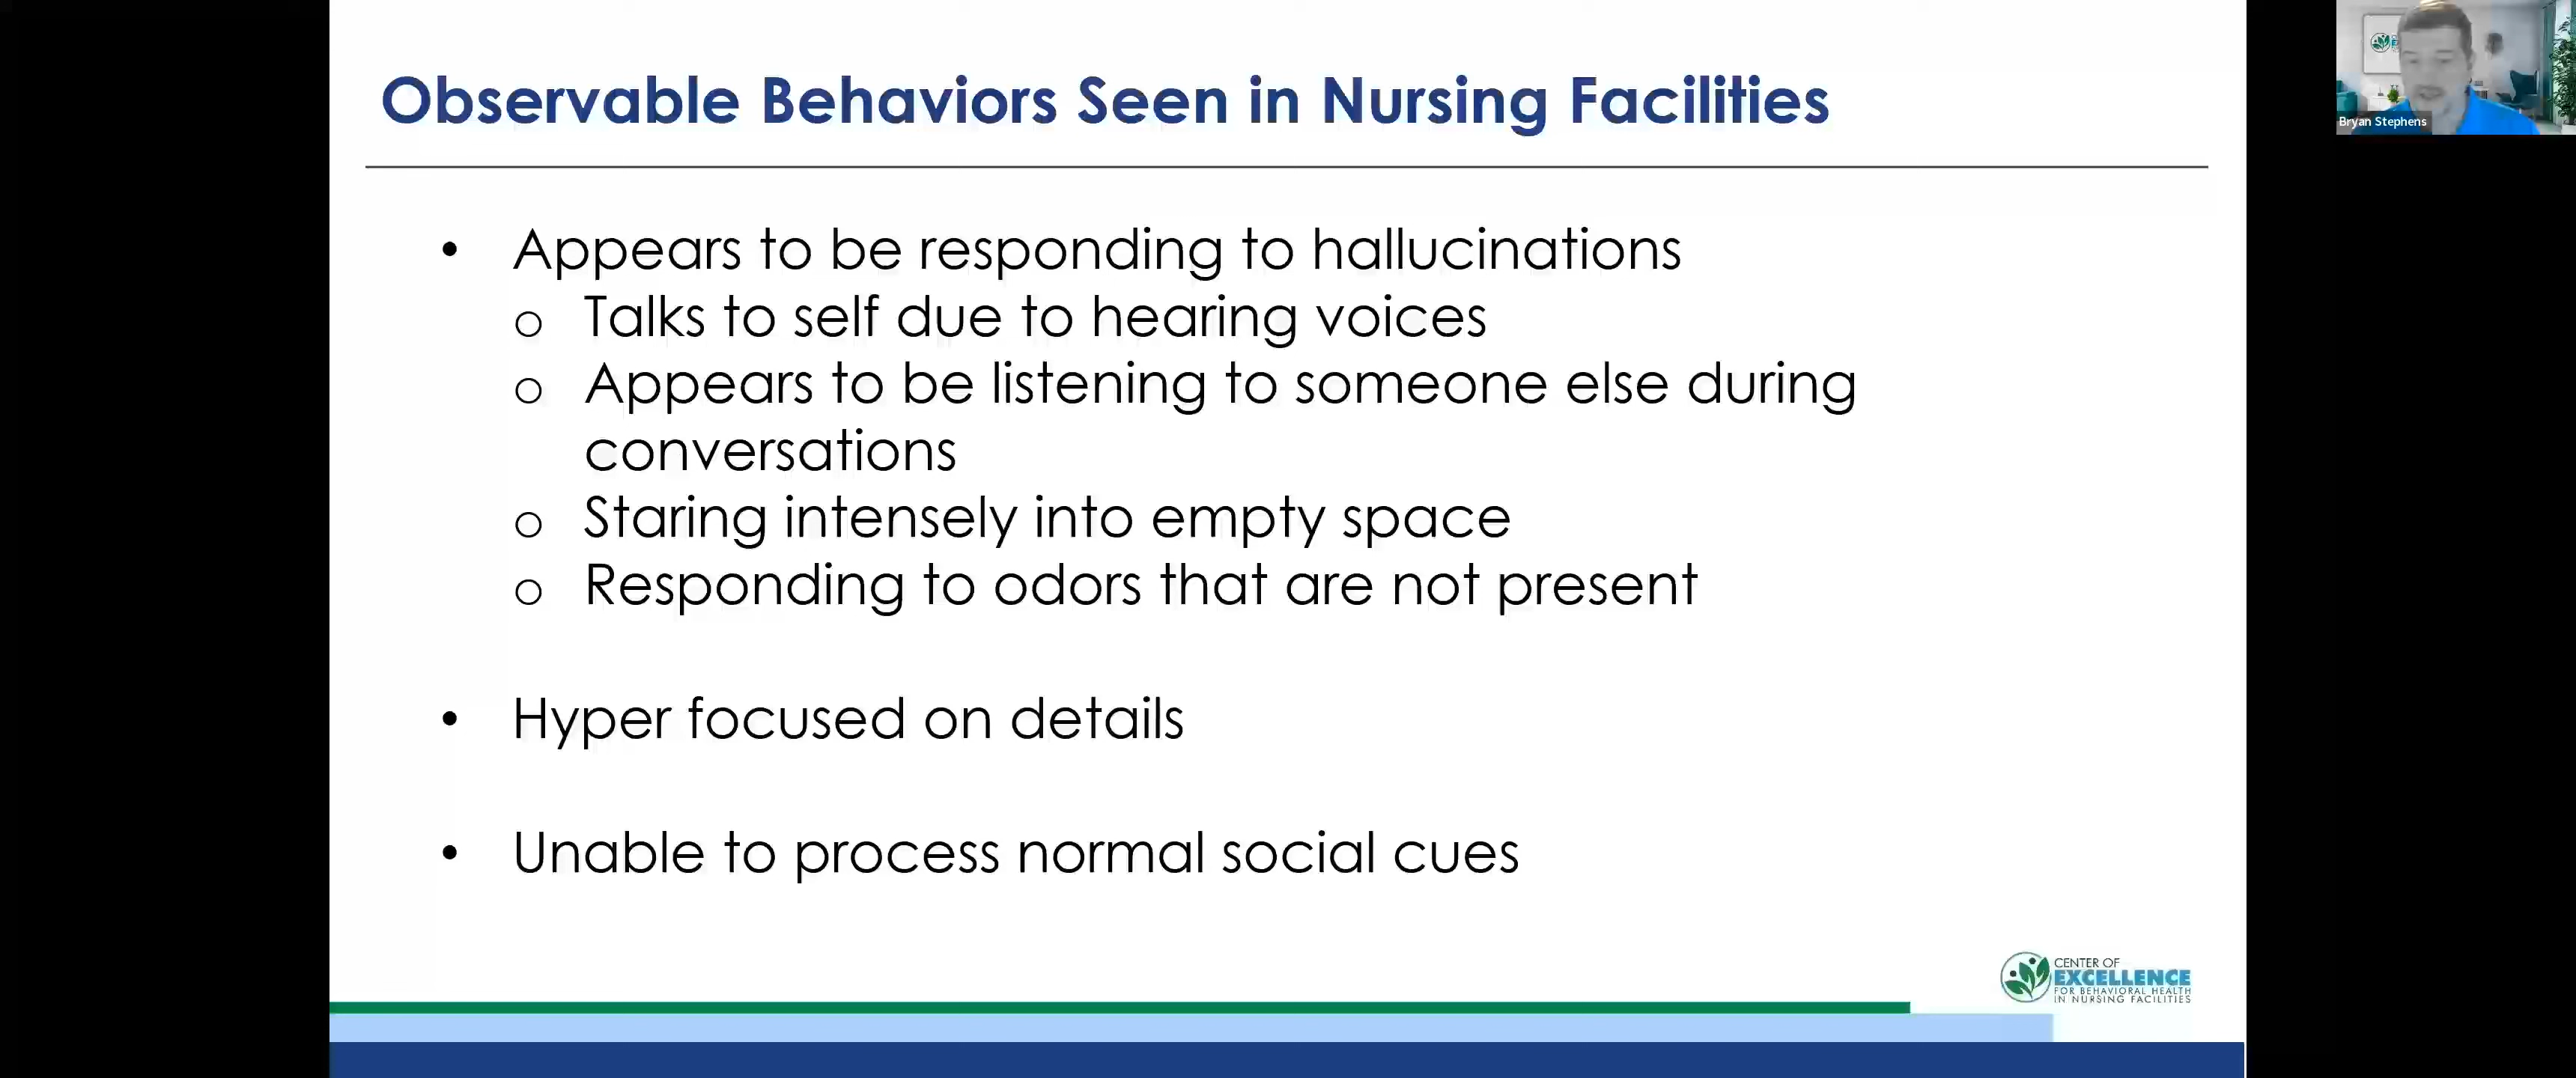 Observable Behaviors Seen in Nursing Facilities
Bryan Stephens
• Appears to be responding to hallucinations
o Talks to self due to hearing voices
o Appears to be listening to someone else during
conversations
o Staring intensely into empty space
o Responding to odors that are not present
• Hyper focused on details
• Unable to process normal social cues
CENTER OF
EXCELLENCE
FOR BEHAVIORAL HEALTH
IN NURSING FACILITIES